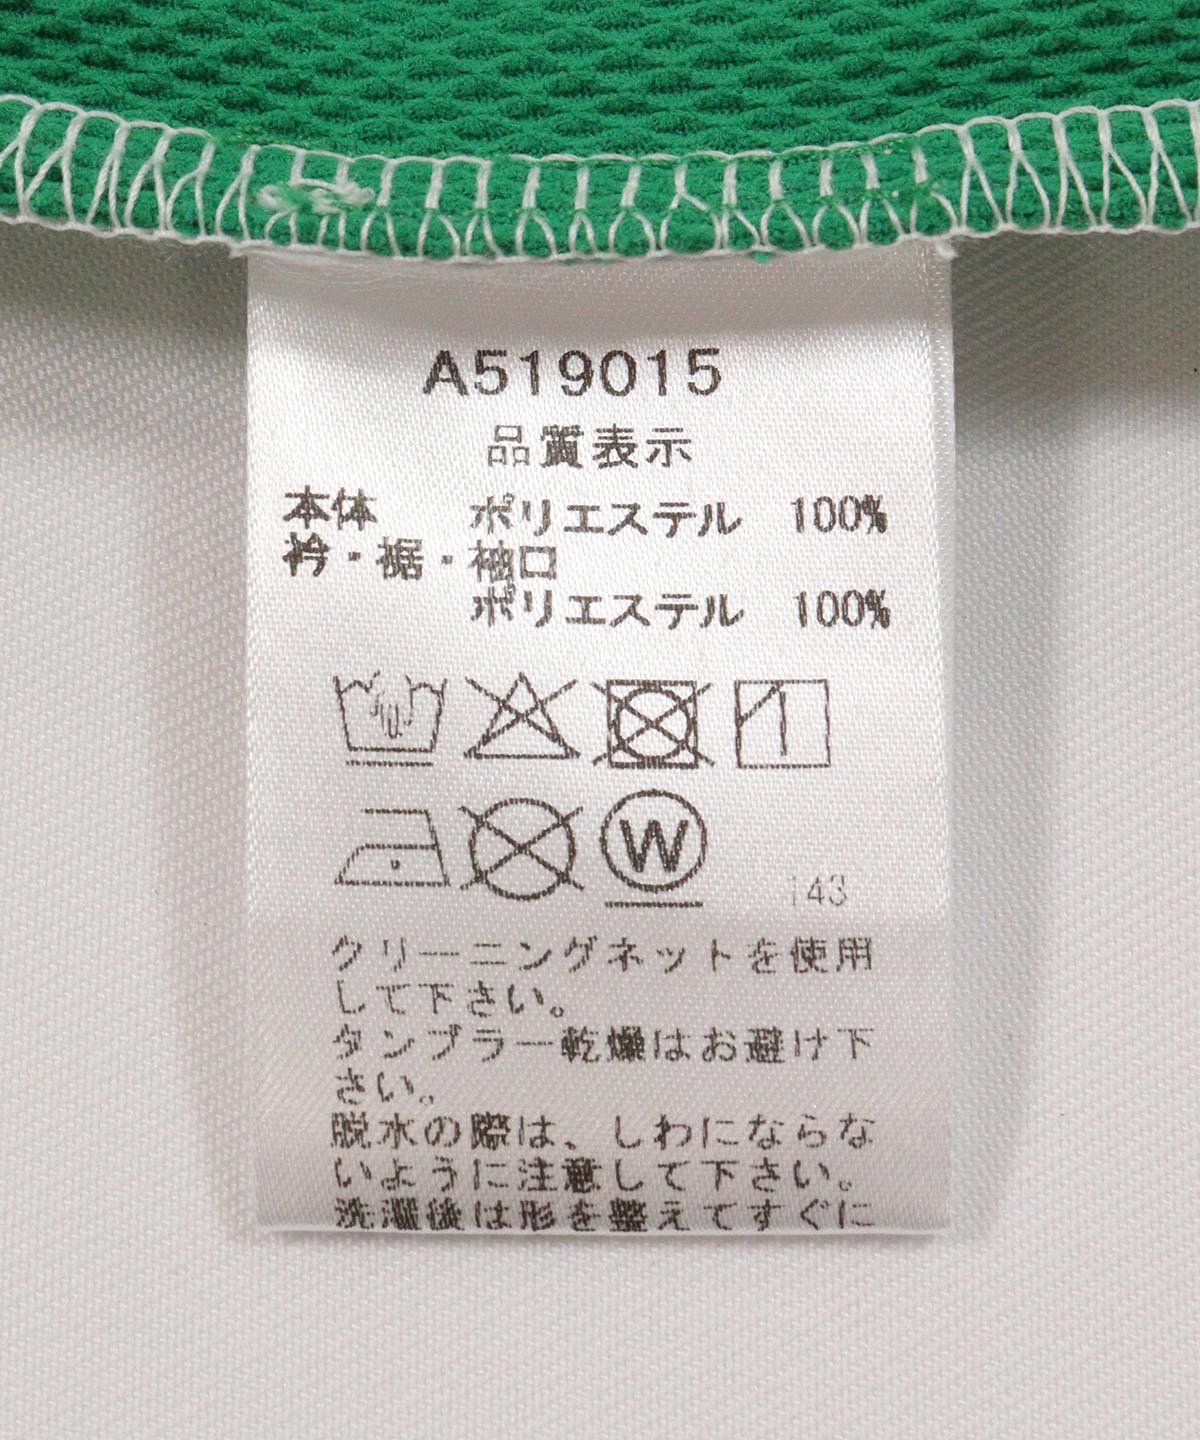 A519015
品質表示
本体 ポリエステル 100%
衿・裾・袖口
ポリエステル 100%
W
143
クリーニングネットを使用
して下さい。
タンブラー乾燥はお避け下
さい。
脱水の際は、しわにならな
いように注意して下さい。
洗濯後は形を整えてすぐに